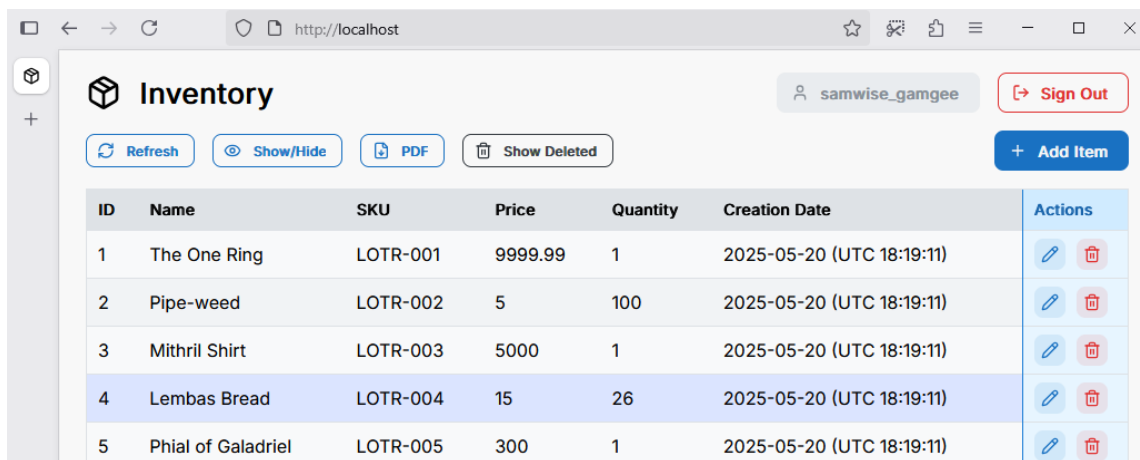 http://localhost
Inventory samwise_gamgee Sign Out
Refresh Show/Hide PDF Show Deleted + Add Item
ID Name SKU Price Quantity Creation Date Actions
1 The One Ring LOTR-001 9999.99 1 2025-05-20 (UTC 18:19:11)
2 Pipe-weed LOTR-002 5 100 2025-05-20 (UTC 18:19:11)
3 Mithril Shirt LOTR-003 5000 1 2025-05-20 (UTC 18:19:11)
4 Lembas Bread LOTR-004 15 26 2025-05-20 (UTC 18:19:11)
5 Phial of Galadriel LOTR-005 300 1 2025-05-20 (UTC 18:19:11)